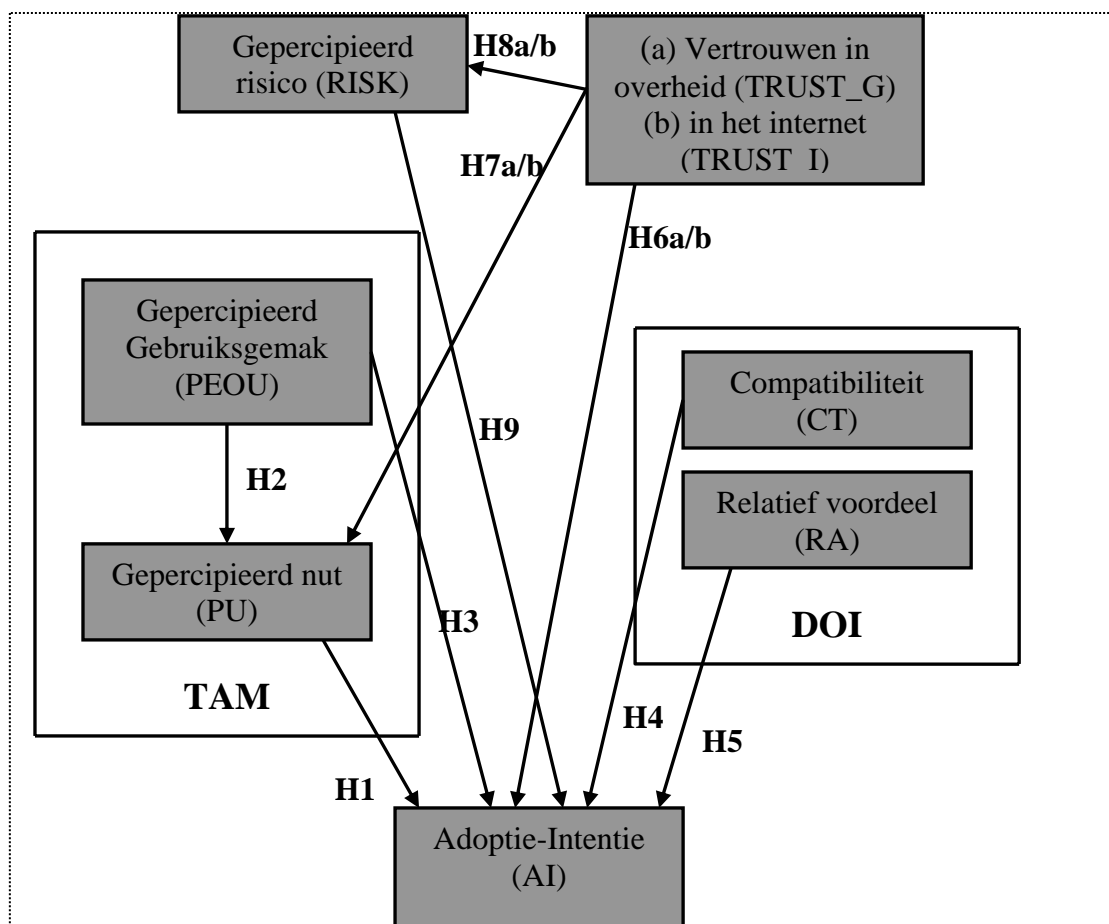 Gepercipieerd
risico (RISK)
H8a/b
(a) Vertrouwen in
overheid (TRUST_G)
(b) in het internet
(TRUST_I)
H7a/b
H6a/b
Gepercipieerd
Gebruiksgemak
(PEOU)
H2
Gepercipieerd nut
(PU)
TAM
H9
H3
Compatibiliteit
(CT)
Relatief voordeel
(RA)
DOI
H4
H5
H1
Adoptie-Intentie
(AI)